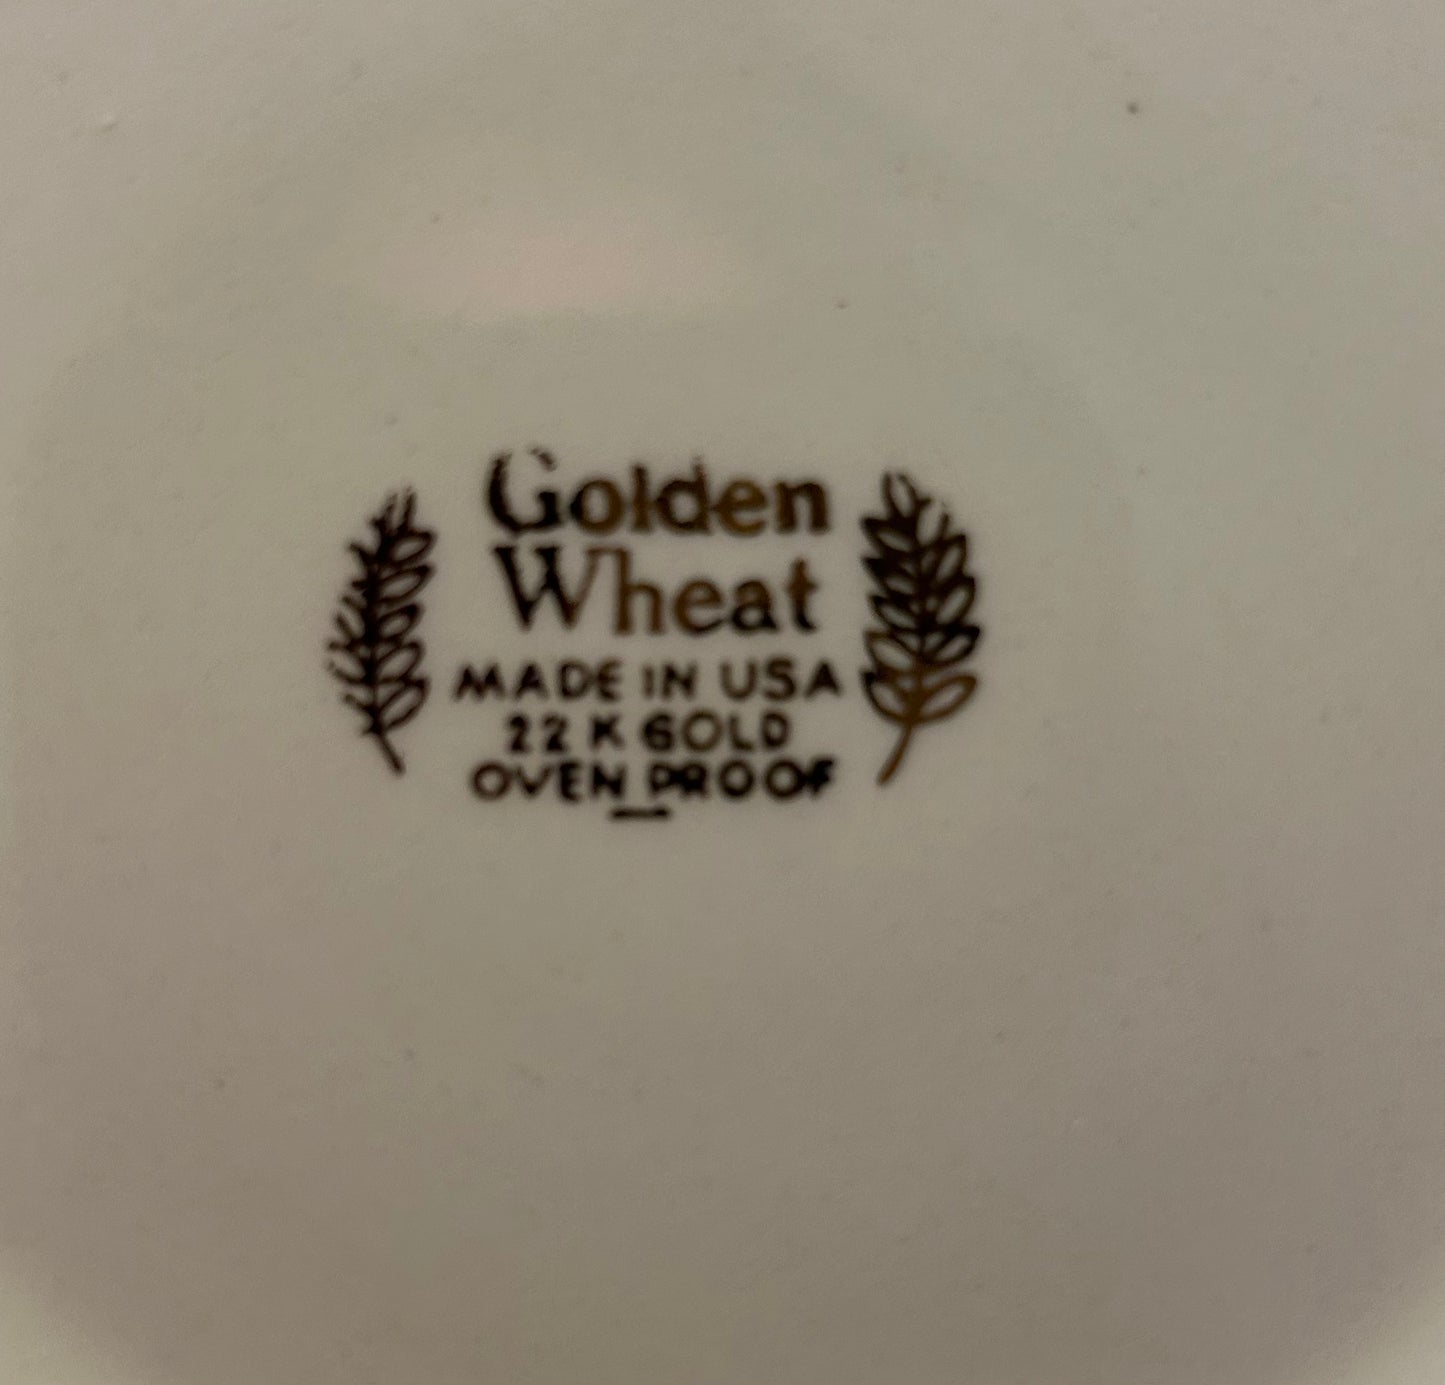 Golden
Wheat
MADE IN USA
22 K GOLD
OVEN PROOF